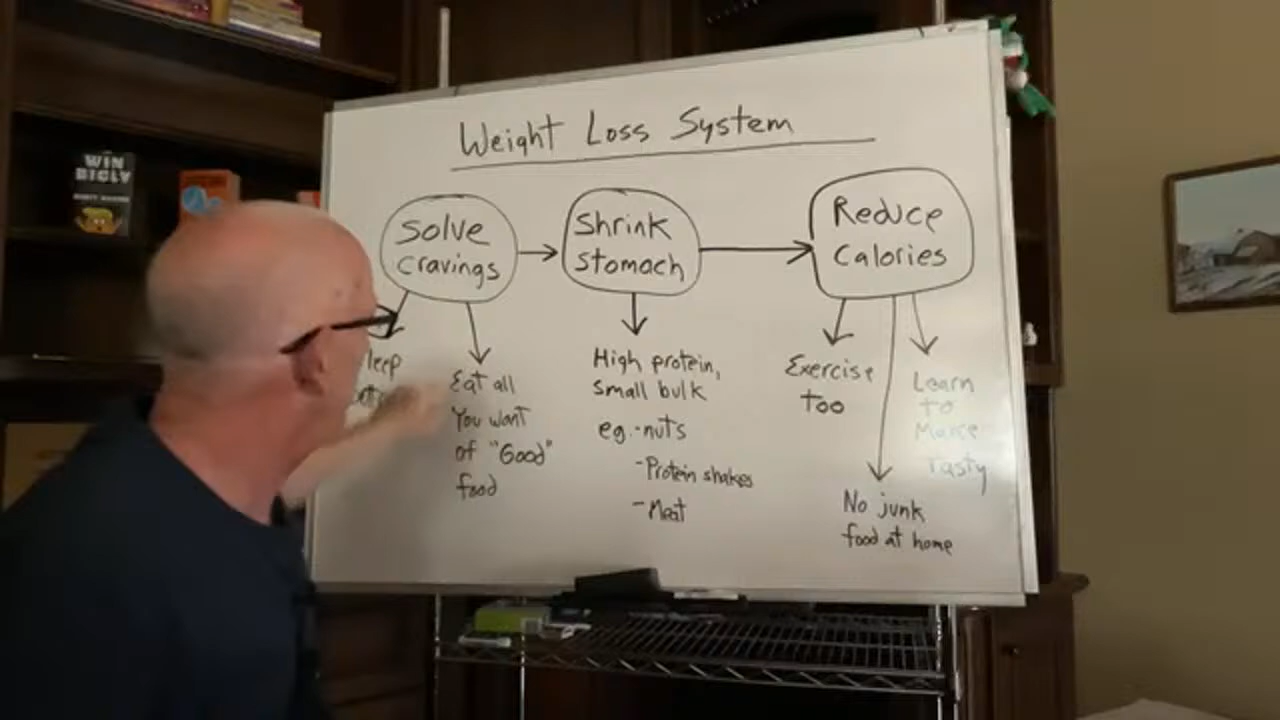 WIN
BIGLY
Weight Loss System
Solve
cravings
Shrink
Stomach
Reduce
Calories
leep
Eat all
You want
of "Good"
food
High protein,
small bulk
eg.-nuts
-Protein shakes
-Meat
Exercise
Too
No junk
food at home
Learn
To
Make
Tasty